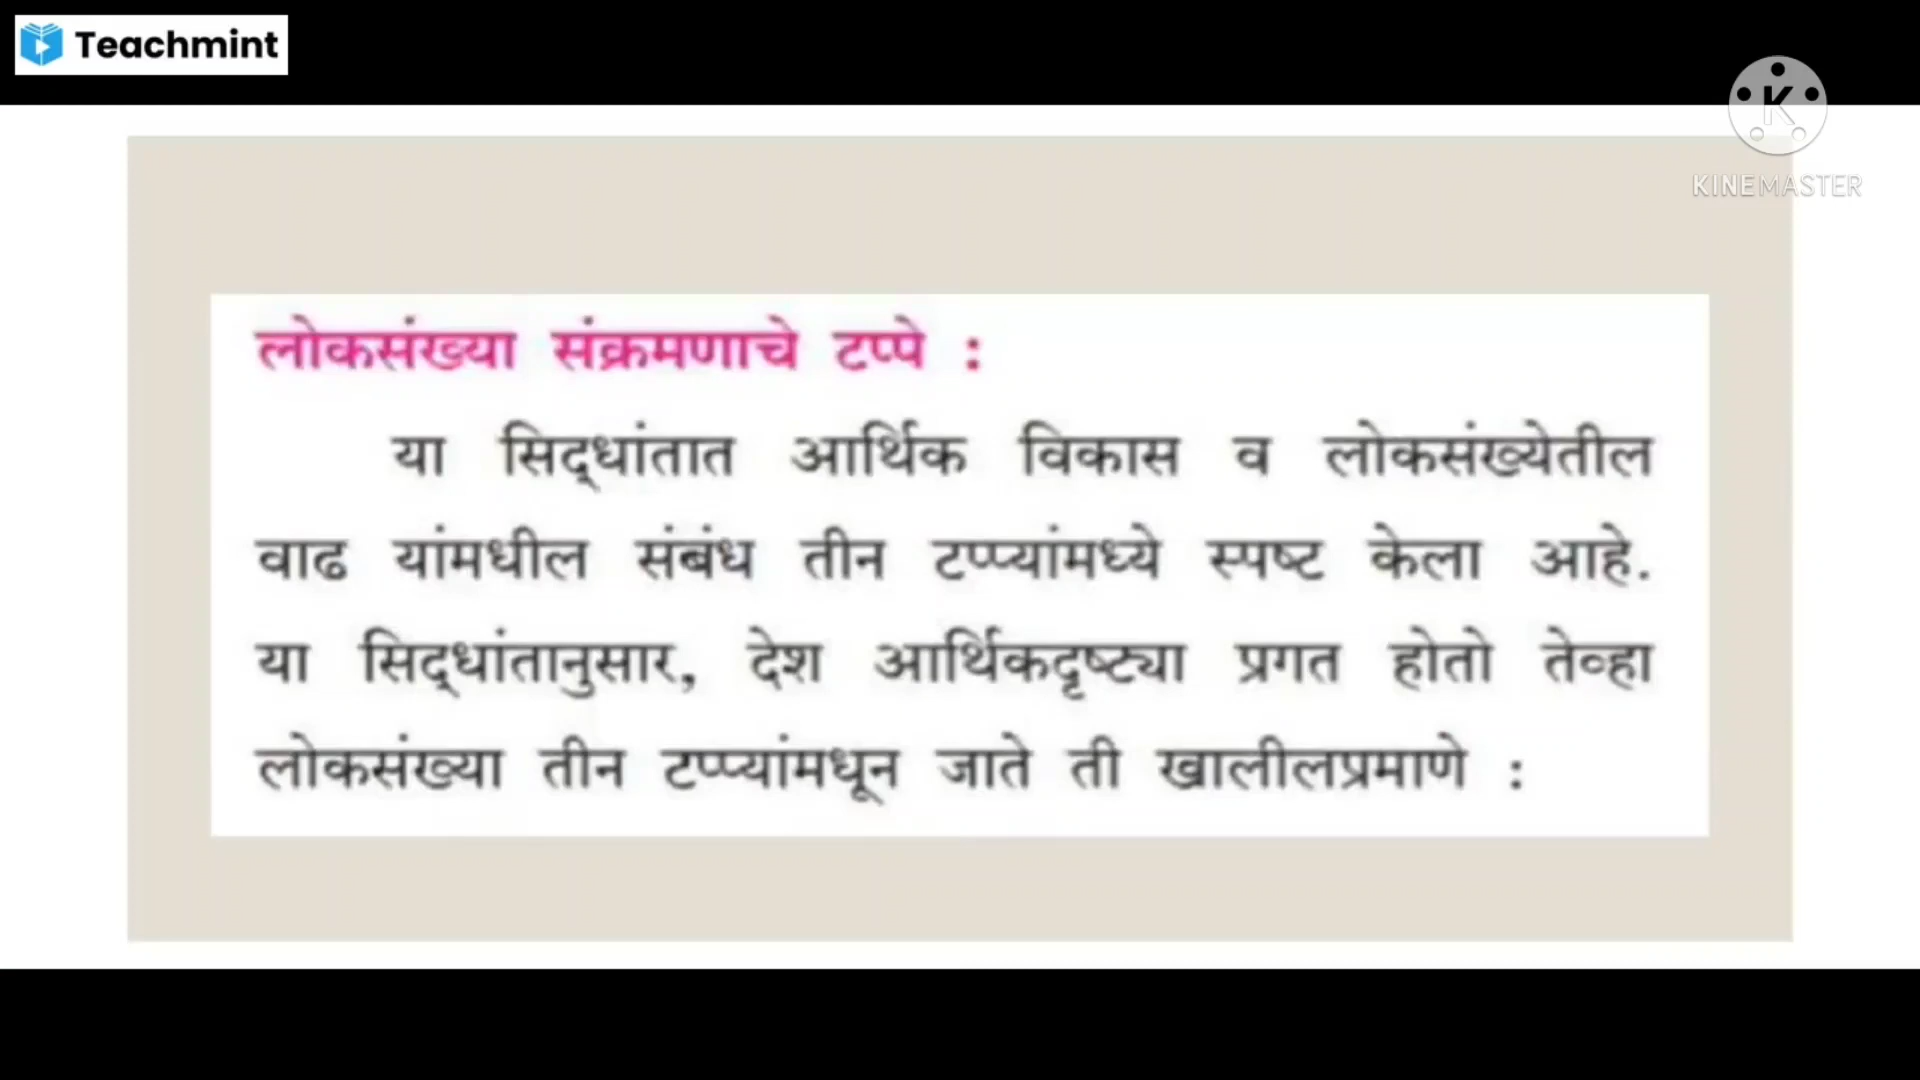 Teachmint
K
KINEMASTER
लोकसंख्या संक्रमणाचे टप्पे :
या सिद्धांतात आर्थिक विकास व लोकसंख्येतील
वाढ यांमधील संबंध तीन टप्प्यांमध्ये स्पष्ट केला आहे.
या सिद्धांतानुसार, देश आर्थिकदृष्ट्या प्रगत होतो तेव्हा
लोकसंख्या तीन टप्प्यांमधून जाते ती खालीलप्रमाणे :